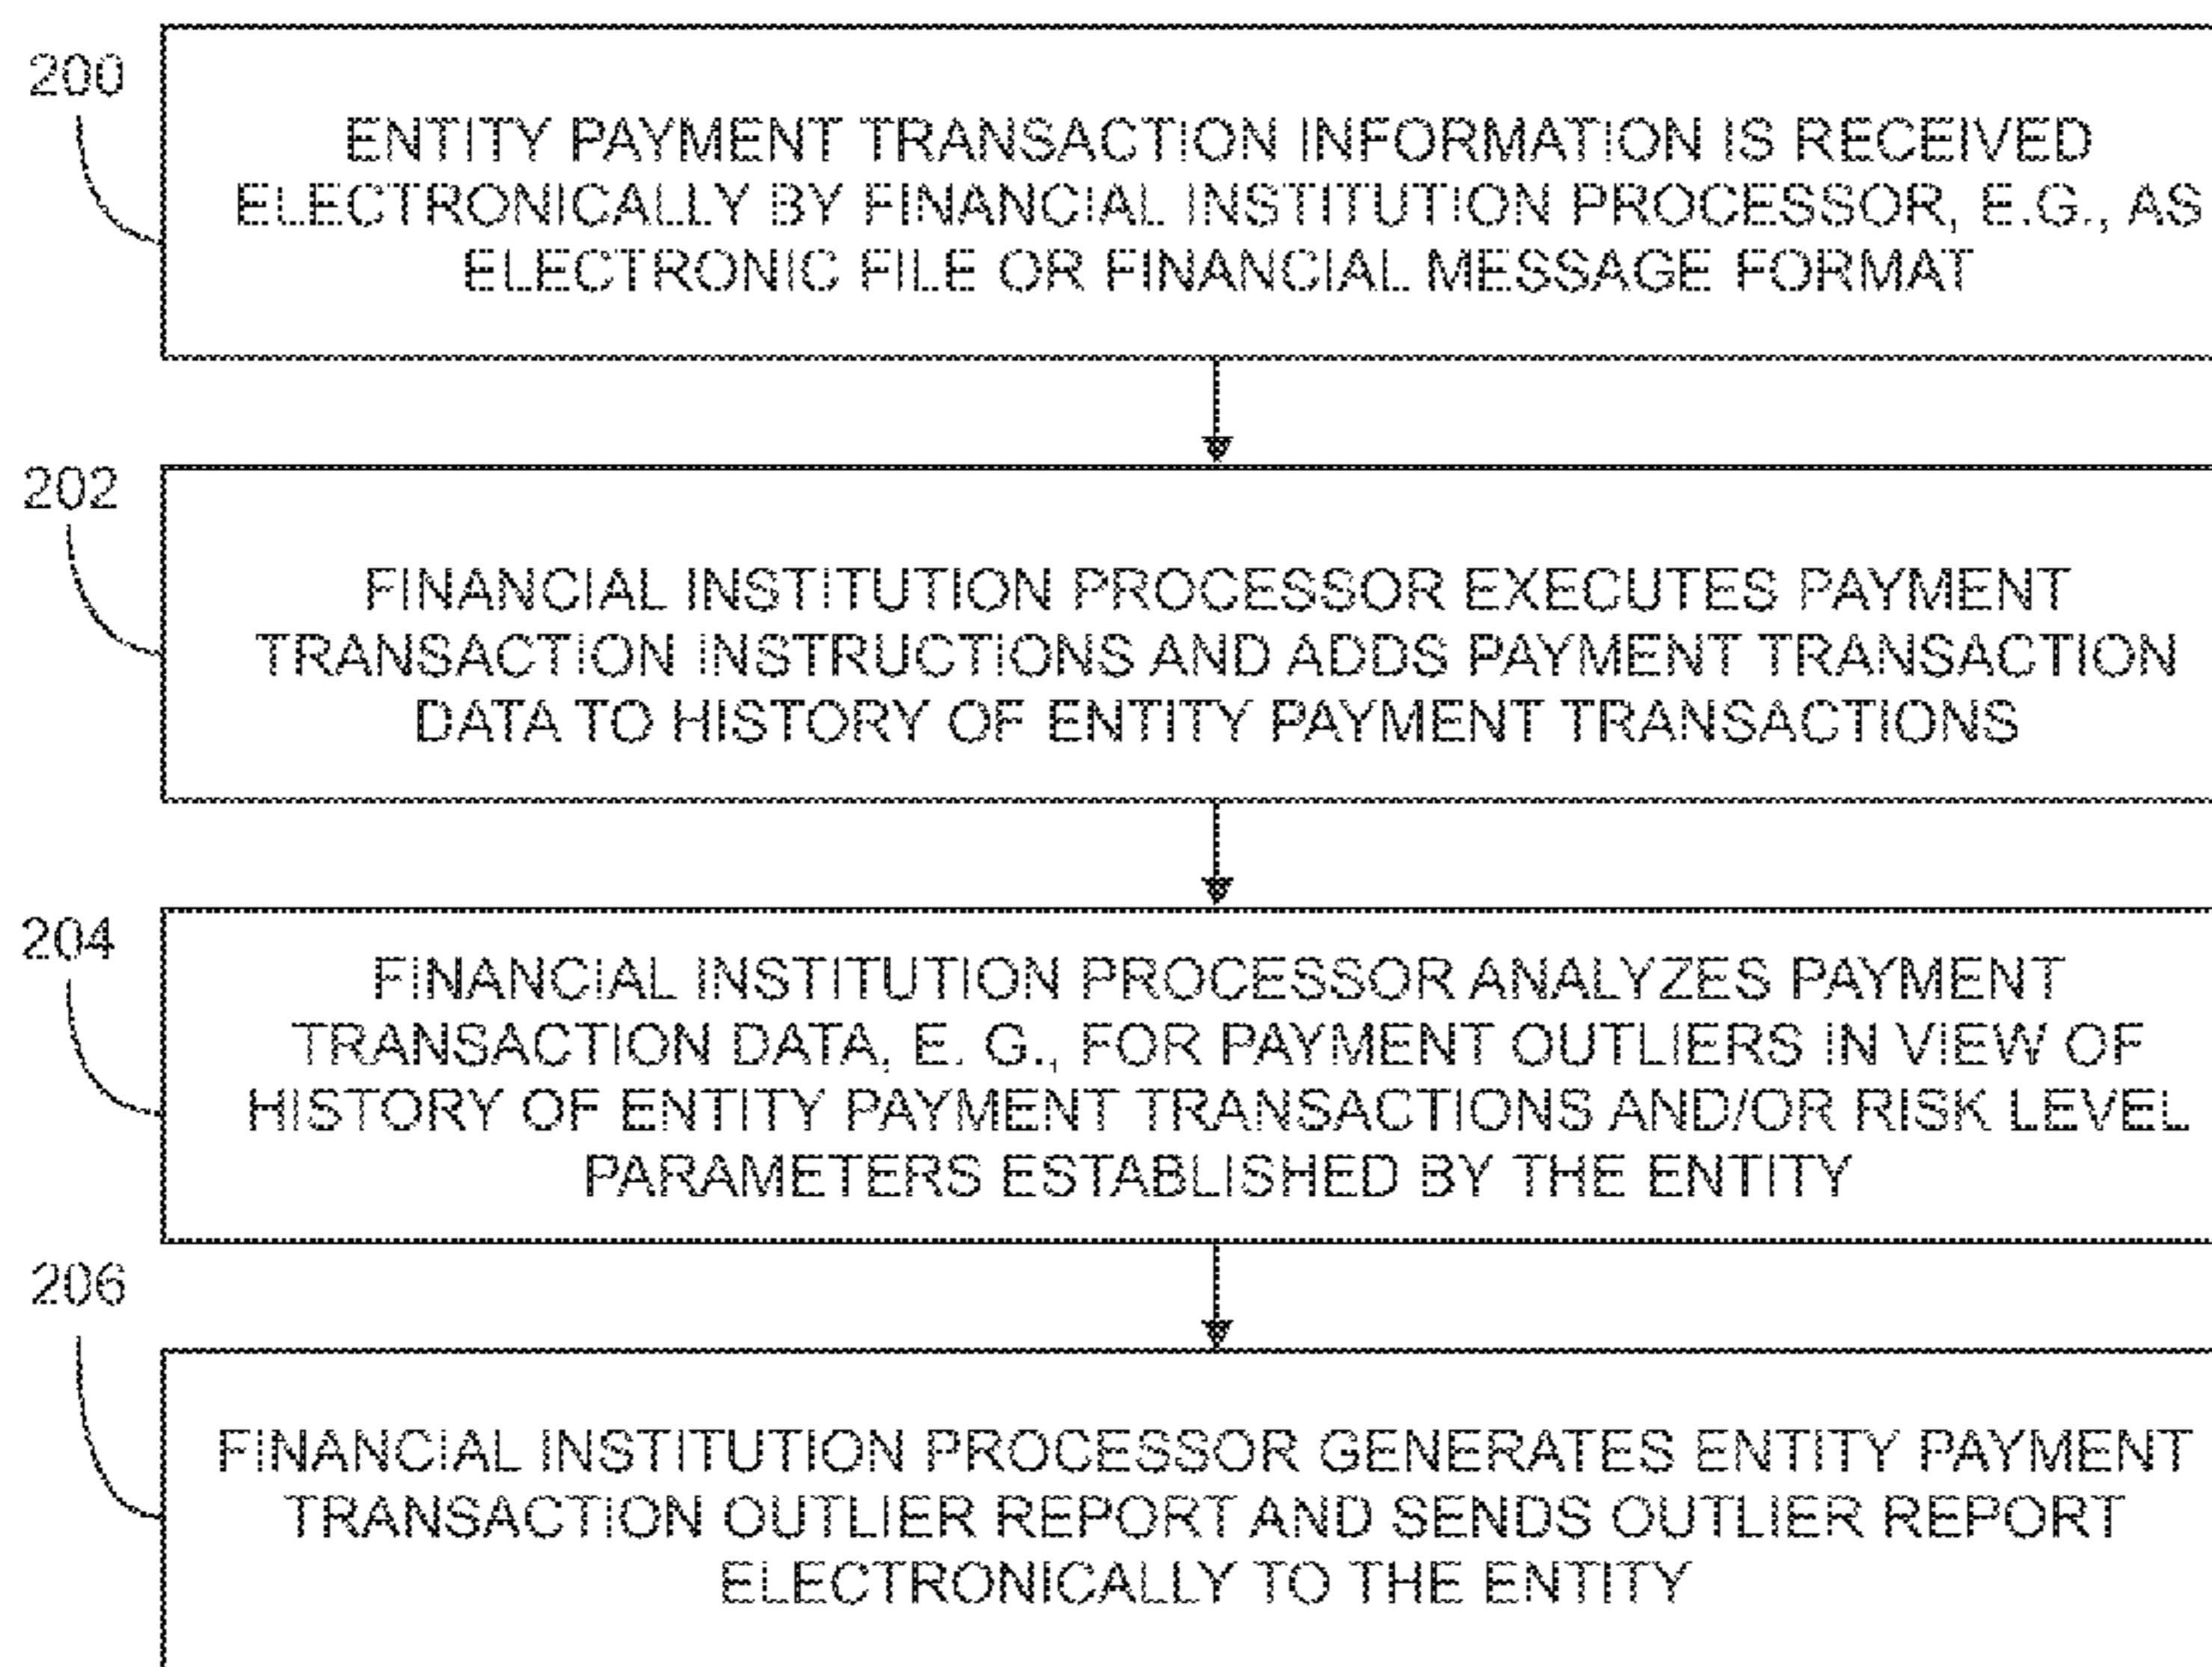 200
ENTITY PAYMENT TRANSACTION INFORMATION IS RECEIVED
ELECTRONICALLY BY FINANCIAL INSTITUTION PROCESSOR, E.G., AS
ELECTRONIC FILE OR FINANCIAL MESSAGE FORMAT
202
FINANCIAL INSTITUTION PROCESSOR EXECUTES PAYMENT
TRANSACTION INSTRUCTIONS AND ADDS PAYMENT TRANSACTION
DATA TO HISTORY OF ENTITY PAYMENT TRANSACTIONS
204
FINANCIAL INSTITUTION PROCESSOR ANALYZES PAYMENT
TRANSACTION DATA, E. G., FOR PAYMENT OUTLIERS IN VIEW OF
HISTORY OF ENTITY PAYMENT TRANSACTIONS AND/OR RISK LEVEL
PARAMETERS ESTABLISHED BY THE ENTITY
206
FINANCIAL INSTITUTION PROCESSOR GENERATES ENTITY PAYMENT
TRANSACTION OUTLIER REPORT AND SENDS OUTLIER REPORT
ELECTRONICALLY TO THE ENTITY